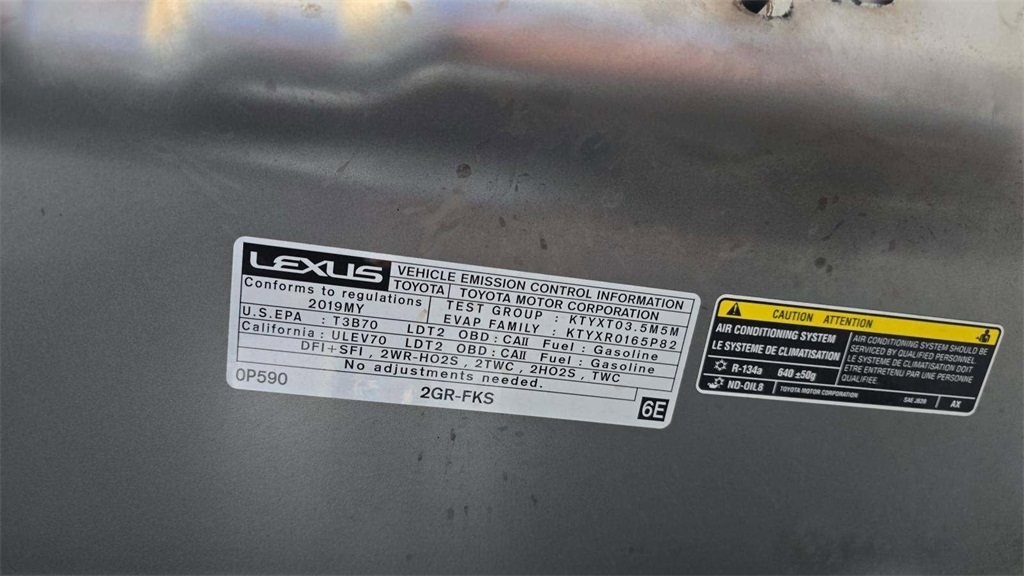 LEXUS VEHICLE EMISSION CONTROL INFORMATION
TOYOTA TOYOTA MOTOR CORPORATION
Conforms to regulations
2019MY
TEST GROUP : KTYXT03.5M5M
EVAP FAMILY : KTYXR0165P82
U.S.EPA : T3B70 LDT2 OBD:CAII Fuel : Gasoline
California : ULEV70 LDT2 OBD:CAII Fuel : Gasoline
DFI+SFI, 2WR-HO2S, 2TWC, 2HO2S, TWC
No adjustments needed.
0P590 2GR-FKS 6E
CAUTION ATTENTION
AIR CONDITIONING SYSTEM
LE SYSTEME DE CLIMATISATION
R-134a 640 ±50g
ND-OIL8
AIR CONDITIONING SYSTEM SHOULD BE
SERVICED BY QUALIFIED PERSONNEL.
LE SYSTEME DE CLIMATISATION DOIT
ETRE ENTRETENU PAR UNE PERSONNE
QUALIFIEE.
TOYOTA MOTOR CORPORATION SAE J639 AX